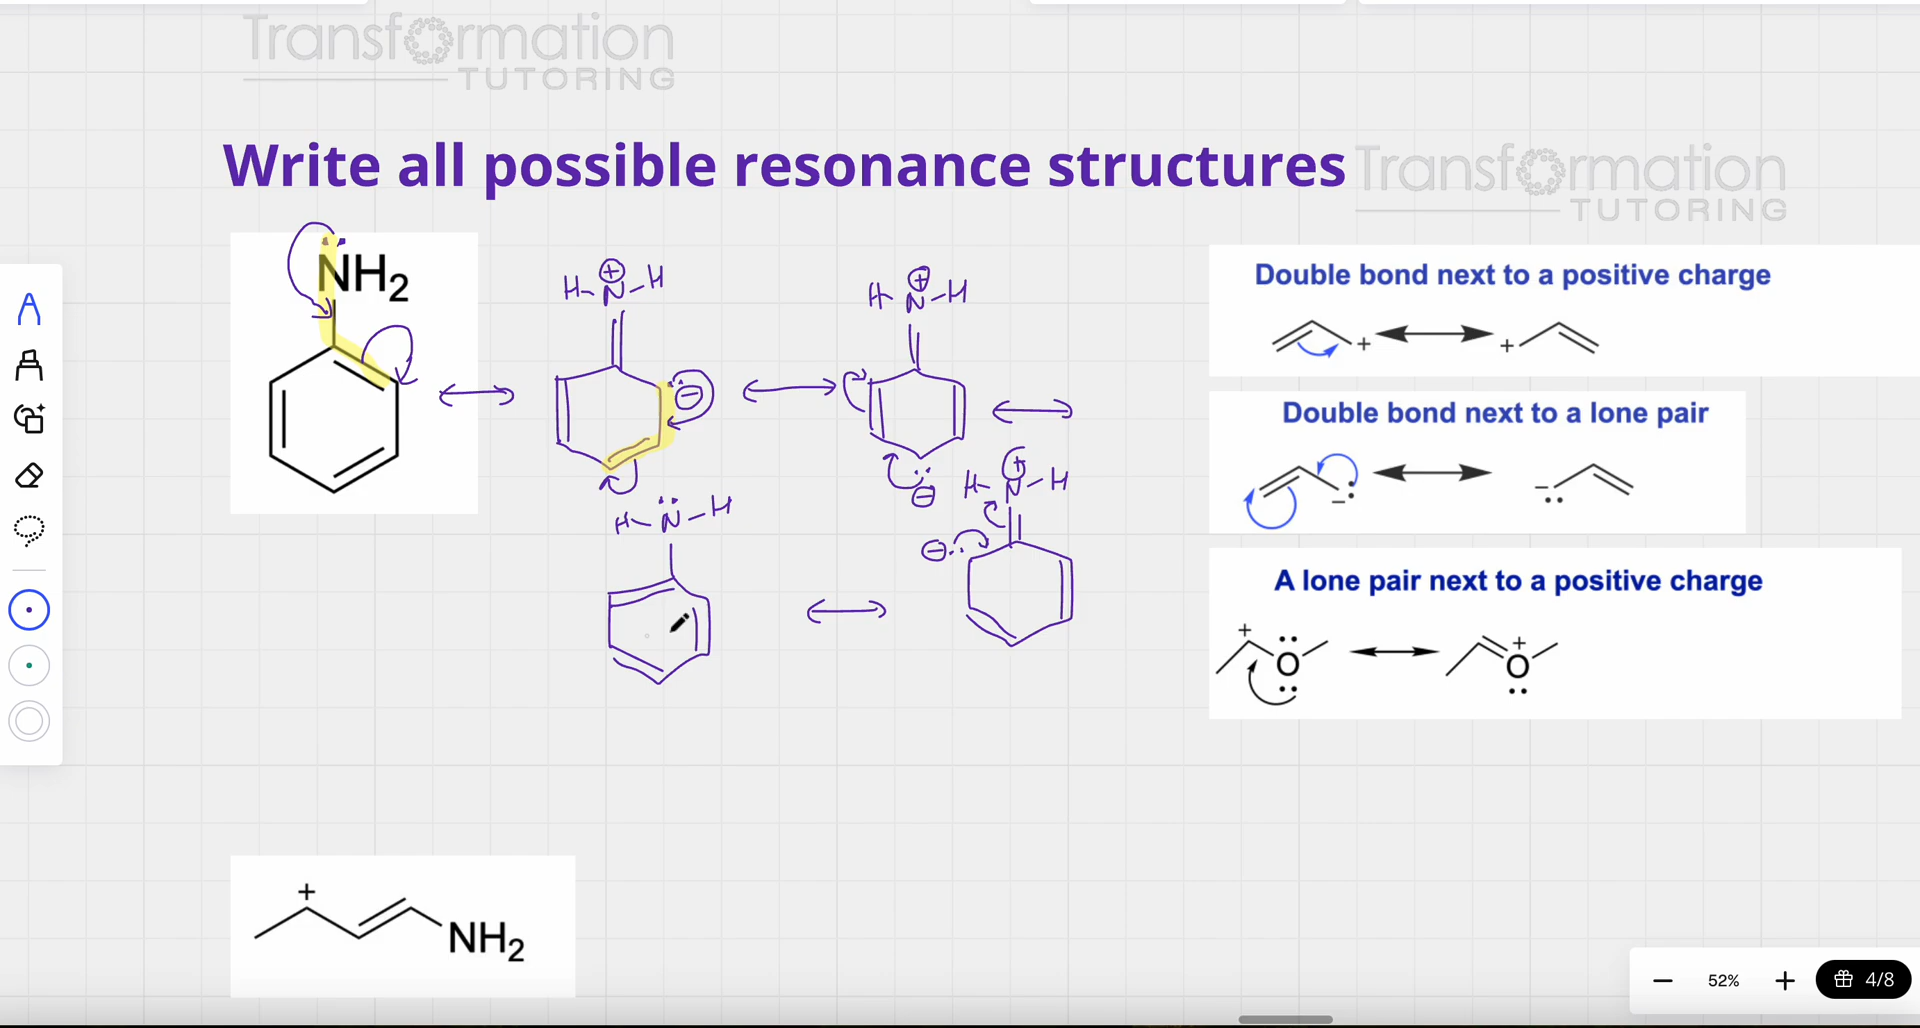 Transformation
TUTORING
Write all possible resonance structures
Transformation
TUTORING
NH2
H-N-H
⊕
⊖
H-N-H
⊕
⊖
Double bond next to a positive charge
+
+
Double bond next to a lone pair
−
−
H-N-H
⊕
⊖
H-N-H
A lone pair next to a positive charge
+
O
+
O
+
NH2
52%
4/8